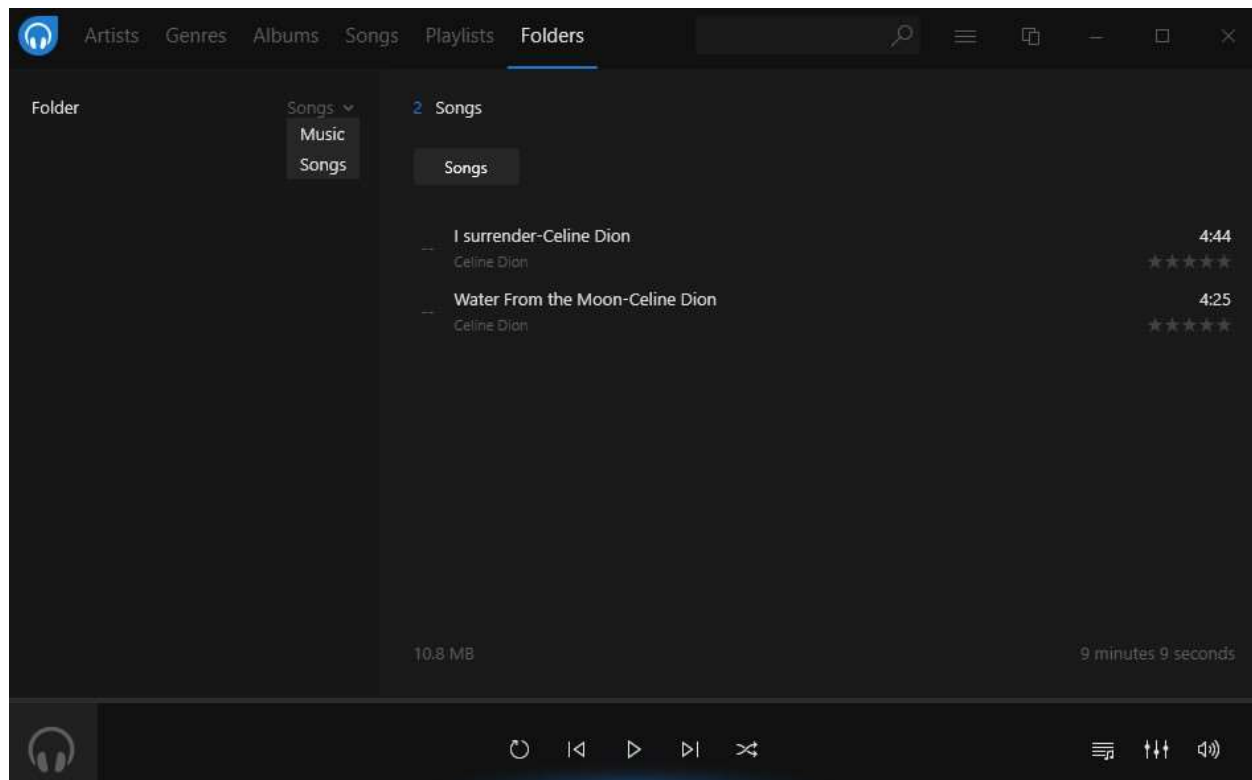 Artists Genres Albums Songs Playlists Folders
Folder
Songs
Music
Songs
2 Songs
Songs
-- I surrender-Celine Dion 4:44
Celine Dion
-- Water From the Moon-Celine Dion 4:25
Celine Dion
10.8 MB 9 minutes 9 seconds